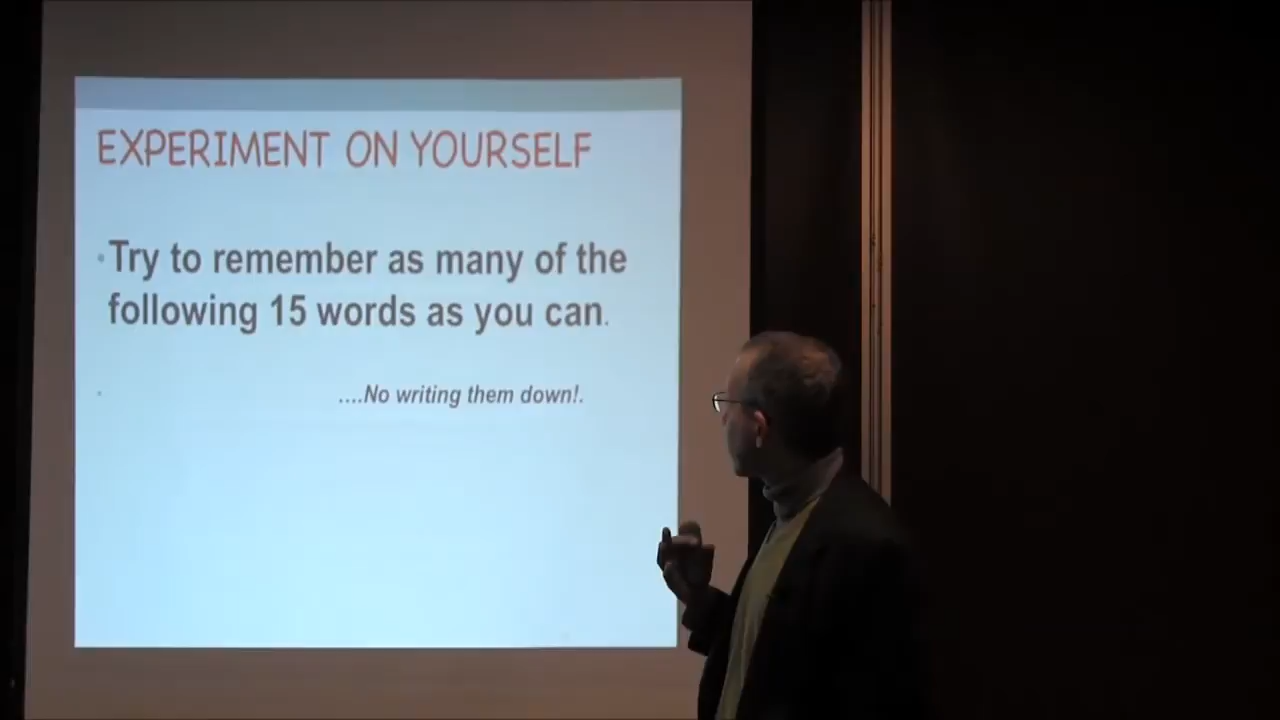 EXPERIMENT ON YOURSELF
•Try to remember as many of the
following 15 words as you can.
• ....No writing them down!.